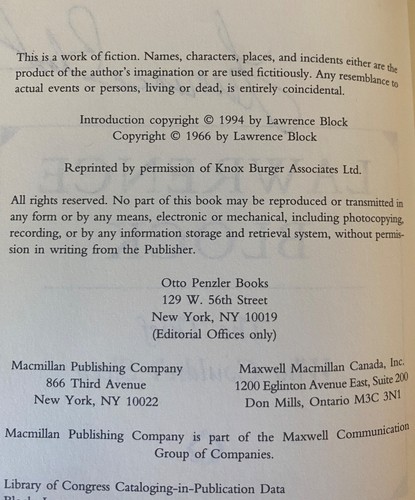 This is a work of fiction. Names, characters, places, and incidents either are the
product of the author's imagination or are used fictitiously. Any resemblance to
actual events or persons, living or dead, is entirely coincidental.
Introduction copyright © 1994 by Lawrence Block
Copyright © 1966 by Lawrence Block
Reprinted by permission of Knox Burger Associates Ltd.
All rights reserved. No part of this book may be reproduced or transmitted in
any form or by any means, electronic or mechanical, including photocopying,
recording, or by any information storage and retrieval system, without permis-
sion in writing from the Publisher.
Otto Penzler Books
129 W. 56th Street
New York, NY 10019
(Editorial Offices only)
Macmillan Publishing Company
866 Third Avenue
New York, NY 10022
Maxwell Macmillan Canada, Inc.
1200 Eglinton Avenue East, Suite 200
Don Mills, Ontario M3C 3N1
Macmillan Publishing Company is part of the Maxwell Communication
Group of Companies.
Library of Congress Cataloging-in-Publication Data